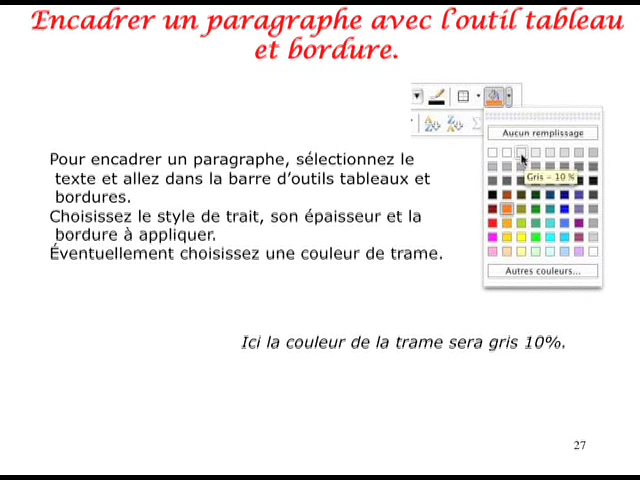 Encadrer un paragraphe avec l'outil tableau
et bordure.
Aucun remplissage
Gris = 10 %
Autres couleurs...
Pour encadrer un paragraphe, sélectionnez le
texte et allez dans la barre d'outils tableaux et
bordures.
Choisissez le style de trait, son épaisseur et la
bordure à appliquer.
Éventuellement choisissez une couleur de trame.
Ici la couleur de la trame sera gris 10%.
27